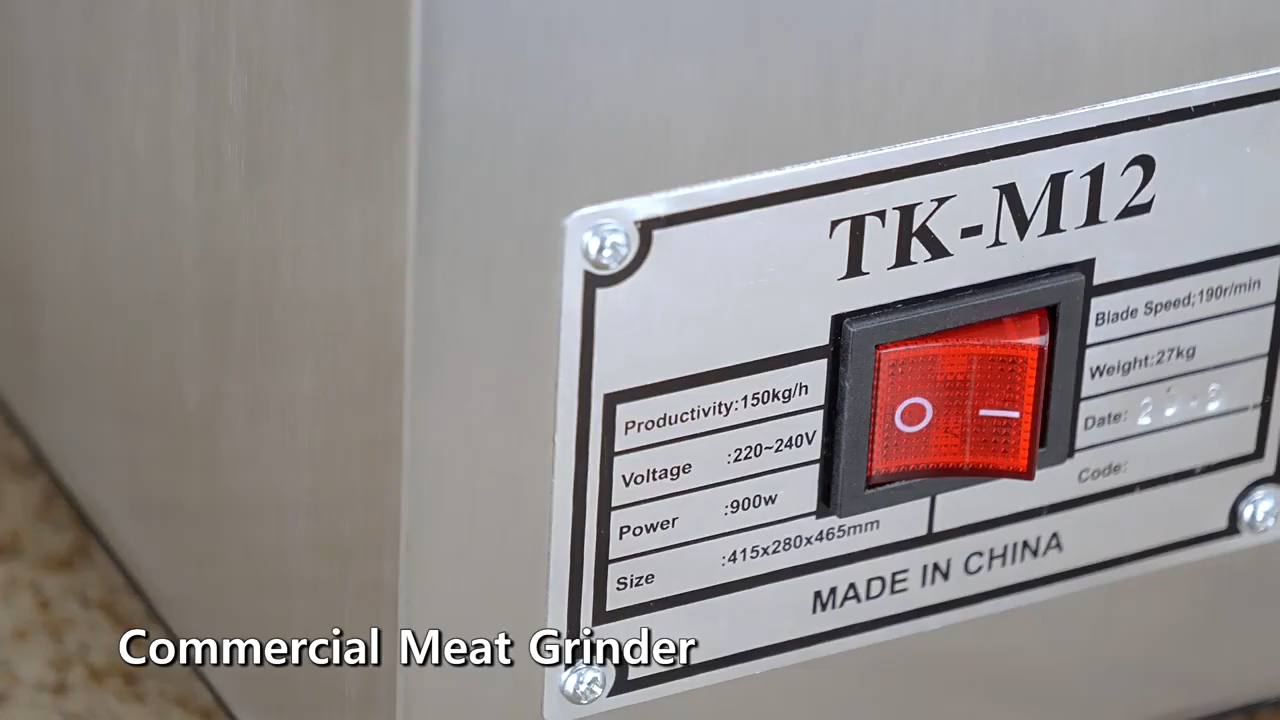 TK-M12
Productivity:150kg/h
Voltage :220~240V
Power :900w
Size :415x280x465mm
Blade Speed;190r/min
Weight:27kg
Date:
Code:
MADE IN CHINA
Commercial Meat Grinder